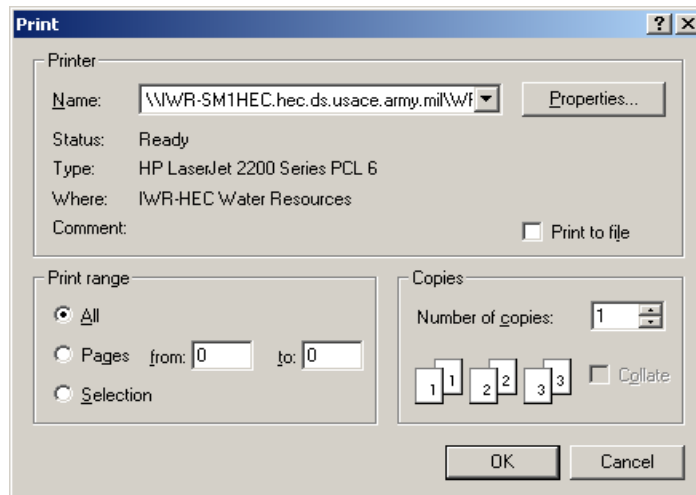 Print
Printer
Name: \\IWR-SM1HEC.hec.ds.usace.army.mil\WF Properties...
Status: Ready
Type: HP LaserJet 2200 Series PCL 6
Where: IWR-HEC Water Resources
Comment: Print to file
Print range
All
Pages from: 0 to: 0
Selection
Copies
Number of copies: 1
1 1 2 2 3 3 Collate
OK Cancel